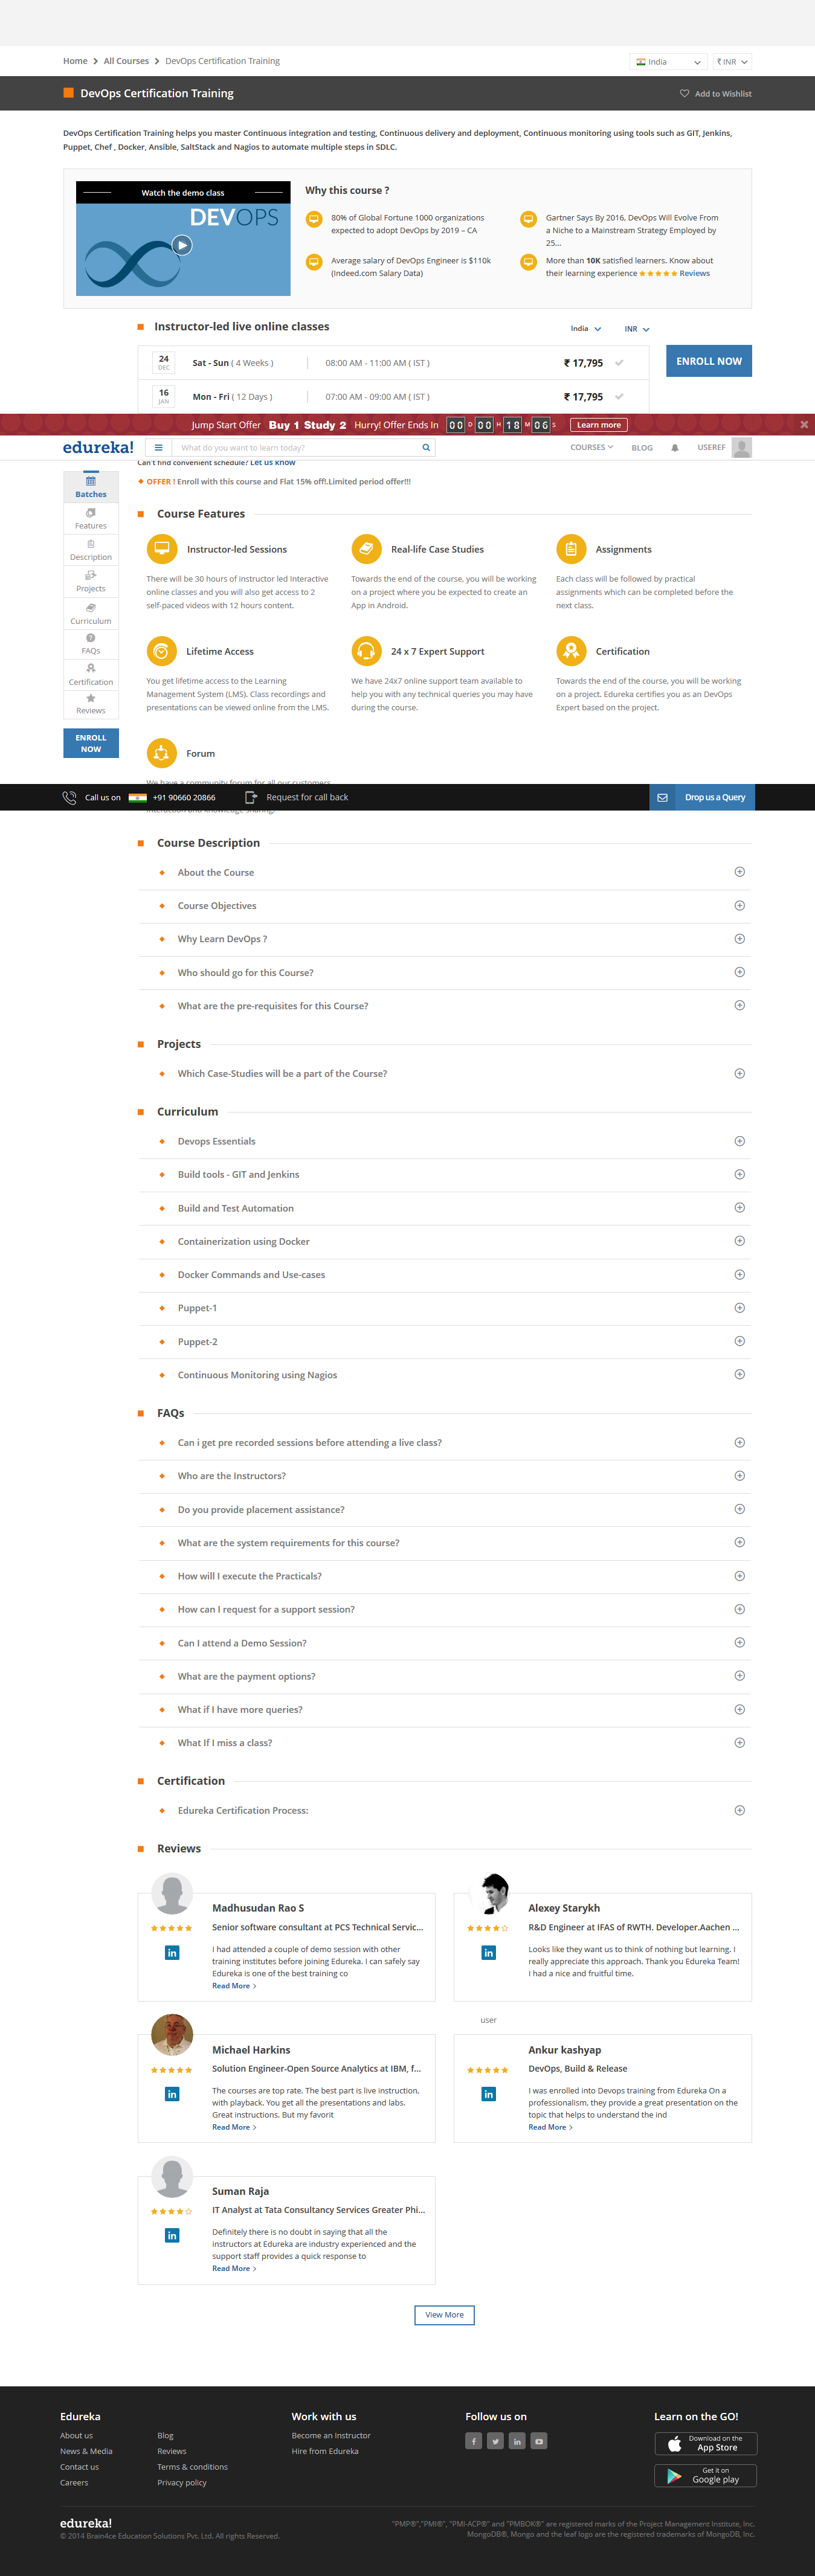 Home > All Courses > DevOps Certification Training
India
₹ INR
DevOps Certification Training
Add to Wishlist
DevOps Certification Training helps you master Continuous integration and testing, Continuous delivery and deployment, Continuous monitoring using tools such as GIT, Jenkins,
Puppet, Chef , Docker, Ansible, SaltStack and Nagios to automate multiple steps in SDLC.
Watch the demo class
DEVOPS
Why this course ?
80% of Global Fortune 1000 organizations
expected to adopt DevOps by 2019 – CA
Gartner Says By 2016, DevOps Will Evolve From
a Niche to a Mainstream Strategy Employed by
25...
Average salary of DevOps Engineer is $110k
(Indeed.com Salary Data)
More than 10K satisfied learners. Know about
their learning experience ★★★★★ Reviews
Instructor-led live online classes
India
INR
24
DEC
Sat - Sun ( 4 Weeks )
08:00 AM - 11:00 AM ( IST )
₹ 17,795
ENROLL NOW
16
JAN
Mon - Fri ( 12 Days )
07:00 AM - 09:00 AM ( IST )
₹ 17,795
Jump Start Offer Buy 1 Study 2 Hurry! Offer Ends In 00 D 00 H 18 M 06 S Learn more
edureka!
What do you want to learn today?
COURSES
BLOG
USEREF
Can't find convenient schedule? Let us know
OFFER ! Enroll with this course and Flat 15% off!.Limited period offer!!!
Batches
Features
Description
Projects
Curriculum
FAQs
Certification
Reviews
ENROLL
NOW
Course Features
Instructor-led Sessions
There will be 30 hours of instructor led Interactive
online classes and you will also get access to 2
self-paced videos with 12 hours content.
Real-life Case Studies
Towards the end of the course, you will be working
on a project where you be expected to create an
App in Android.
Assignments
Each class will be followed by practical
assignments which can be completed before the
next class.
Lifetime Access
You get lifetime access to the Learning
Management System (LMS). Class recordings and
presentations can be viewed online from the LMS.
24 x 7 Expert Support
We have 24x7 online support team available to
help you with any technical queries you may have
during the course.
Certification
Towards the end of the course, you will be working
on a project. Edureka certifies you as an DevOps
Expert based on the project.
Forum
We have a community forum for all our customers
Call us on
+91 90660 20866
Request for call back
Drop us a Query
interaction and knowledge sharing.
Course Description
About the Course
Course Objectives
Why Learn DevOps ?
Who should go for this Course?
What are the pre-requisites for this Course?
Projects
Which Case-Studies will be a part of the Course?
Curriculum
Devops Essentials
Build tools - GIT and Jenkins
Build and Test Automation
Containerization using Docker
Docker Commands and Use-cases
Puppet-1
Puppet-2
Continuous Monitoring using Nagios
FAQs
Can i get pre recorded sessions before attending a live class?
Who are the Instructors?
Do you provide placement assistance?
What are the system requirements for this course?
How will I execute the Practicals?
How can I request for a support session?
Can I attend a Demo Session?
What are the payment options?
What if I have more queries?
What If I miss a class?
Certification
Edureka Certification Process:
Reviews
Madhusudan Rao S
Senior software consultant at PCS Technical Servic...
I had attended a couple of demo session with other
training institutes before joining Edureka. I can safely say
Edureka is one of the best training co
Read More >
Alexey Starykh
R&D Engineer at IFAS of RWTH. Developer.Aachen ...
Looks like they want us to think of nothing but learning. I
really appreciate this approach. Thank you Edureka Team!
I had a nice and fruitful time.
Michael Harkins
Solution Engineer-Open Source Analytics at IBM, f...
The courses are top rate. The best part is live instruction,
with playback. You get all the presentations and labs.
Great instructions. But my favorit
Read More >
user
Ankur kashyap
DevOps, Build & Release
I was enrolled into Devops training from Edureka On a
professionalism, they provide a great presentation on the
topic that helps to understand the ind
Read More >
Suman Raja
IT Analyst at Tata Consultancy Services Greater Phi...
Definitely there is no doubt in saying that all the
instructors at Edureka are industry experienced and the
support staff provides a quick response to
Read More >
View More
Edureka
About us
News & Media
Contact us
Careers
Blog
Reviews
Terms & conditions
Privacy policy
Work with us
Become an Instructor
Hire from Edureka
Follow us on
Learn on the GO!
Download on the
App Store
Get it on
Google play
edureka!
© 2014 Brain4ce Education Solutions Pvt. Ltd. All rights Reserved.
"PMP®","PMI®", "PMI-ACP®" and "PMBOK®" are registered marks of the Project Management Institute, Inc.
MongoDB®, Mongo and the leaf logo are the registered trademarks of MongoDB, Inc.